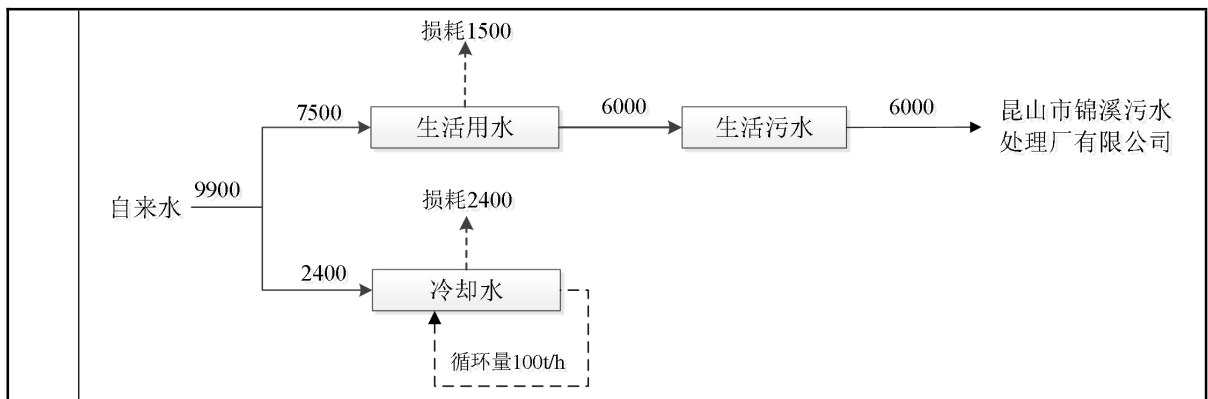 损耗1500
7500
生活用水
6000
生活污水
6000
昆山市锦溪污水
处理厂有限公司
自来水
9900
损耗2400
2400
冷却水
循环量100t/h